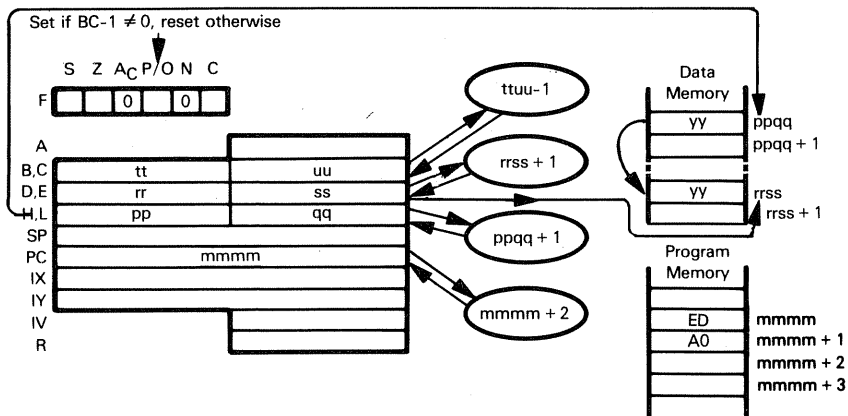 Set if BC-1 ≠ 0, reset otherwise
S Z AC P/O N C
F 0 0
A
B,C tt uu
D,E rr ss
H,L pp qq
SP
PC mmmm
IX
IY
IV
R
ttuu-1
rrss + 1
ppqq + 1
mmmm + 2
Data
Memory
yy ppqq
ppqq + 1
yy rrss
rrss + 1
Program
Memory
ED mmmm
A0 mmmm + 1
mmmm + 2
mmmm + 3